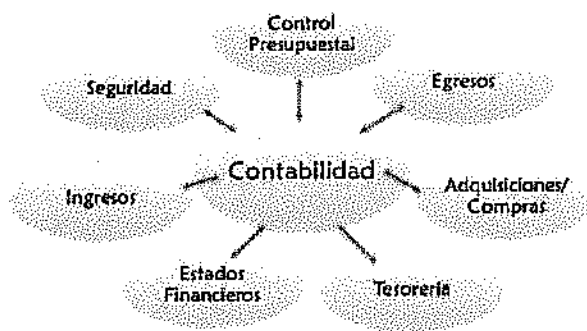 Control
Presupuestal
Seguridad
Egresos
Contabilidad
Ingresos
Adquisiciones/
Compras
Estados
Financieros
Tesorería